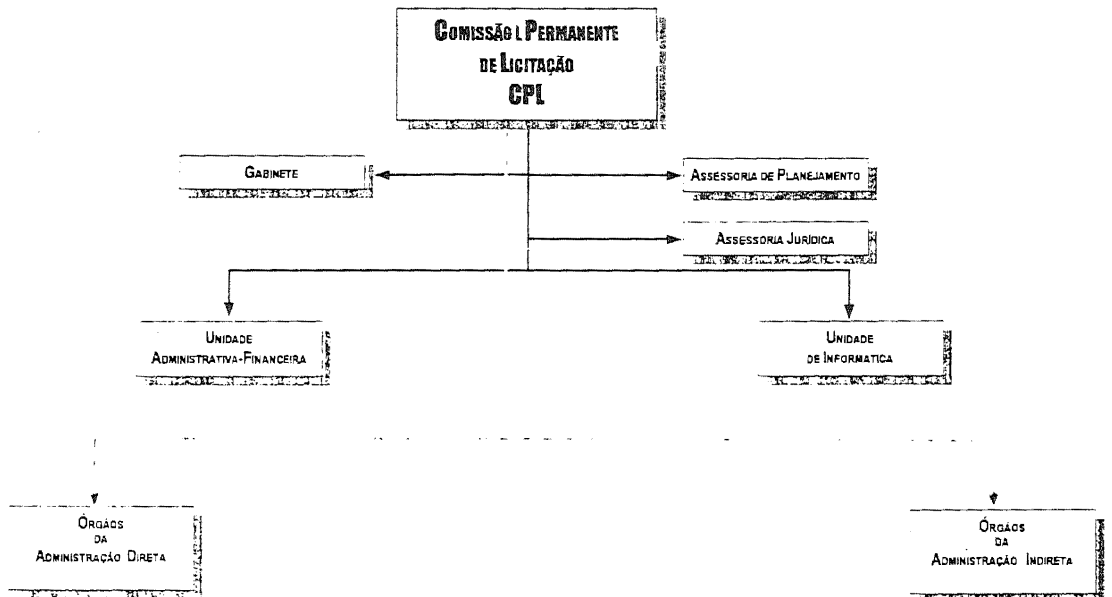 COMISSÃO L PERMANENTE
DE LICITAÇÃO
CPL
GABINETE
ASSESSORIA DE PLANEJAMENTO
ASSESSORIA JURÍDICA
UNIDADE
ADMINISTRATIVA-FINANCEIRA
UNIDADE
DE INFORMATICA
ÓRGÃOS
DA
ADMINISTRAÇÃO DIRETA
ÓRGÃOS
DA
ADMINISTRAÇÃO INDIRETA